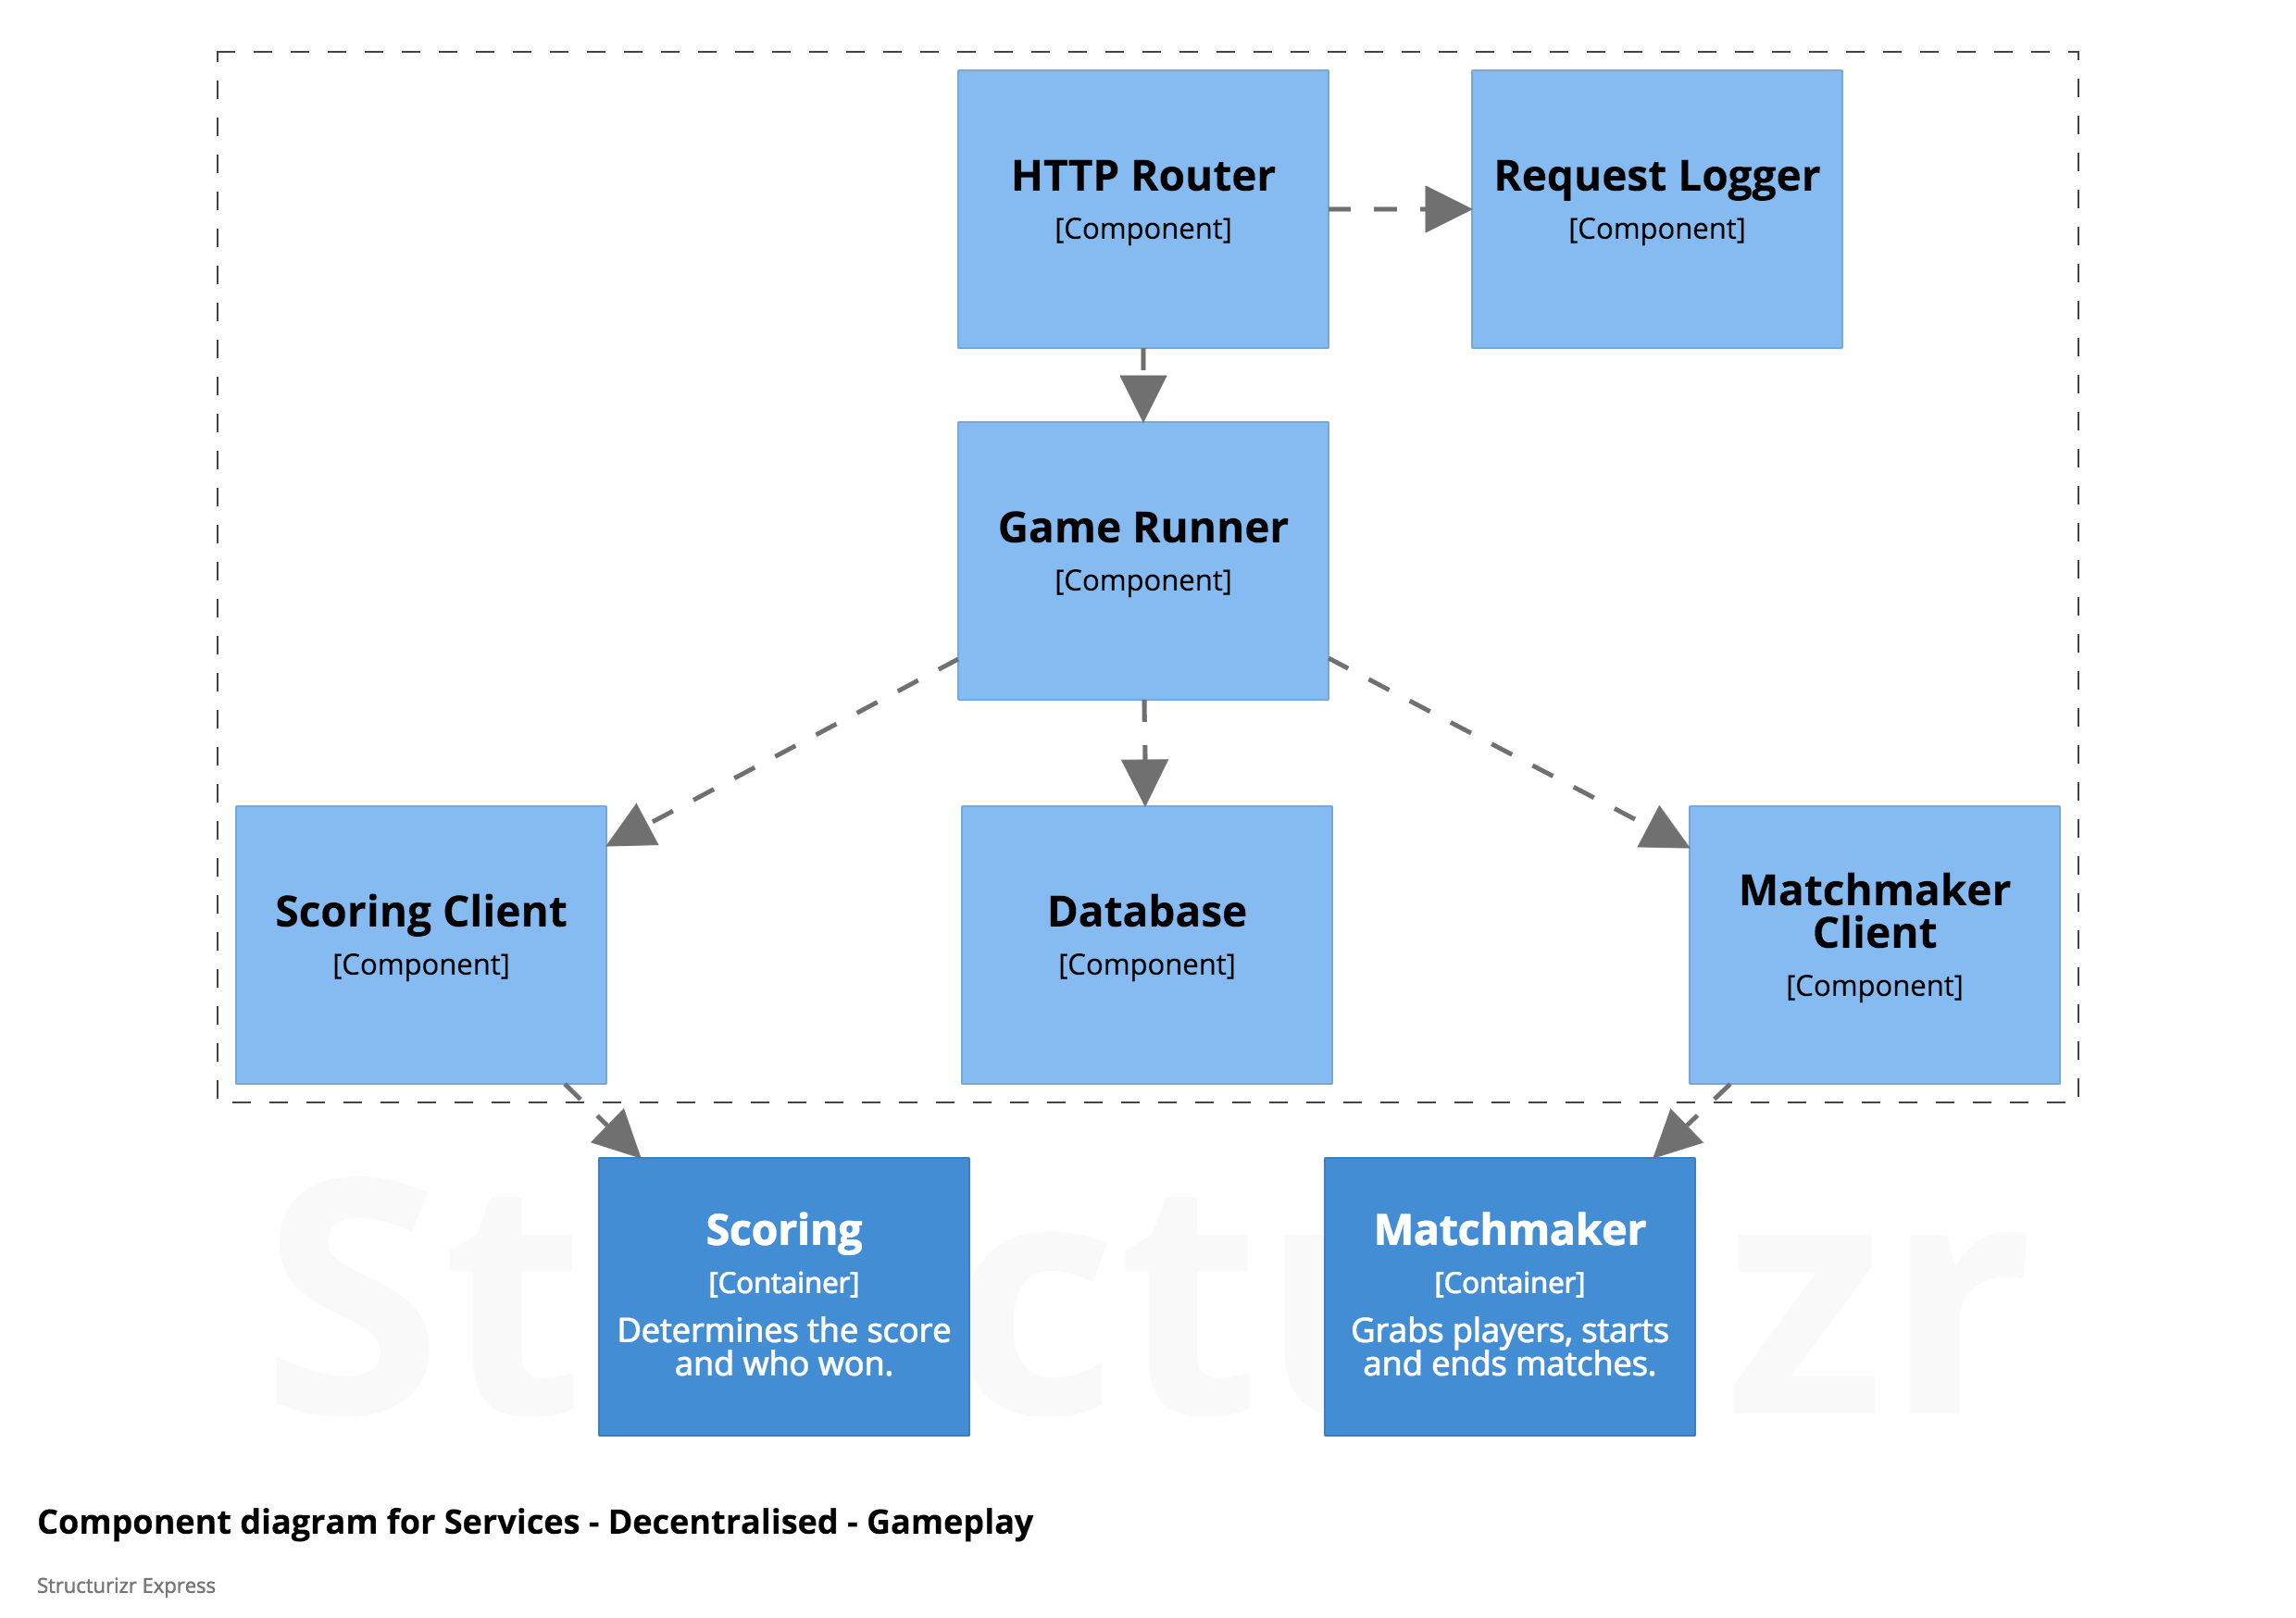 HTTP Router
[Component]
Request Logger
[Component]
Game Runner
[Component]
Scoring Client
[Component]
Database
[Component]
Matchmaker
Client
[Component]
Scoring
[Container]
Determines the score
and who won.
Matchmaker
[Container]
Grabs players, starts
and ends matches.
Structurizr
Component diagram for Services - Decentralised - Gameplay
Structurizr Express